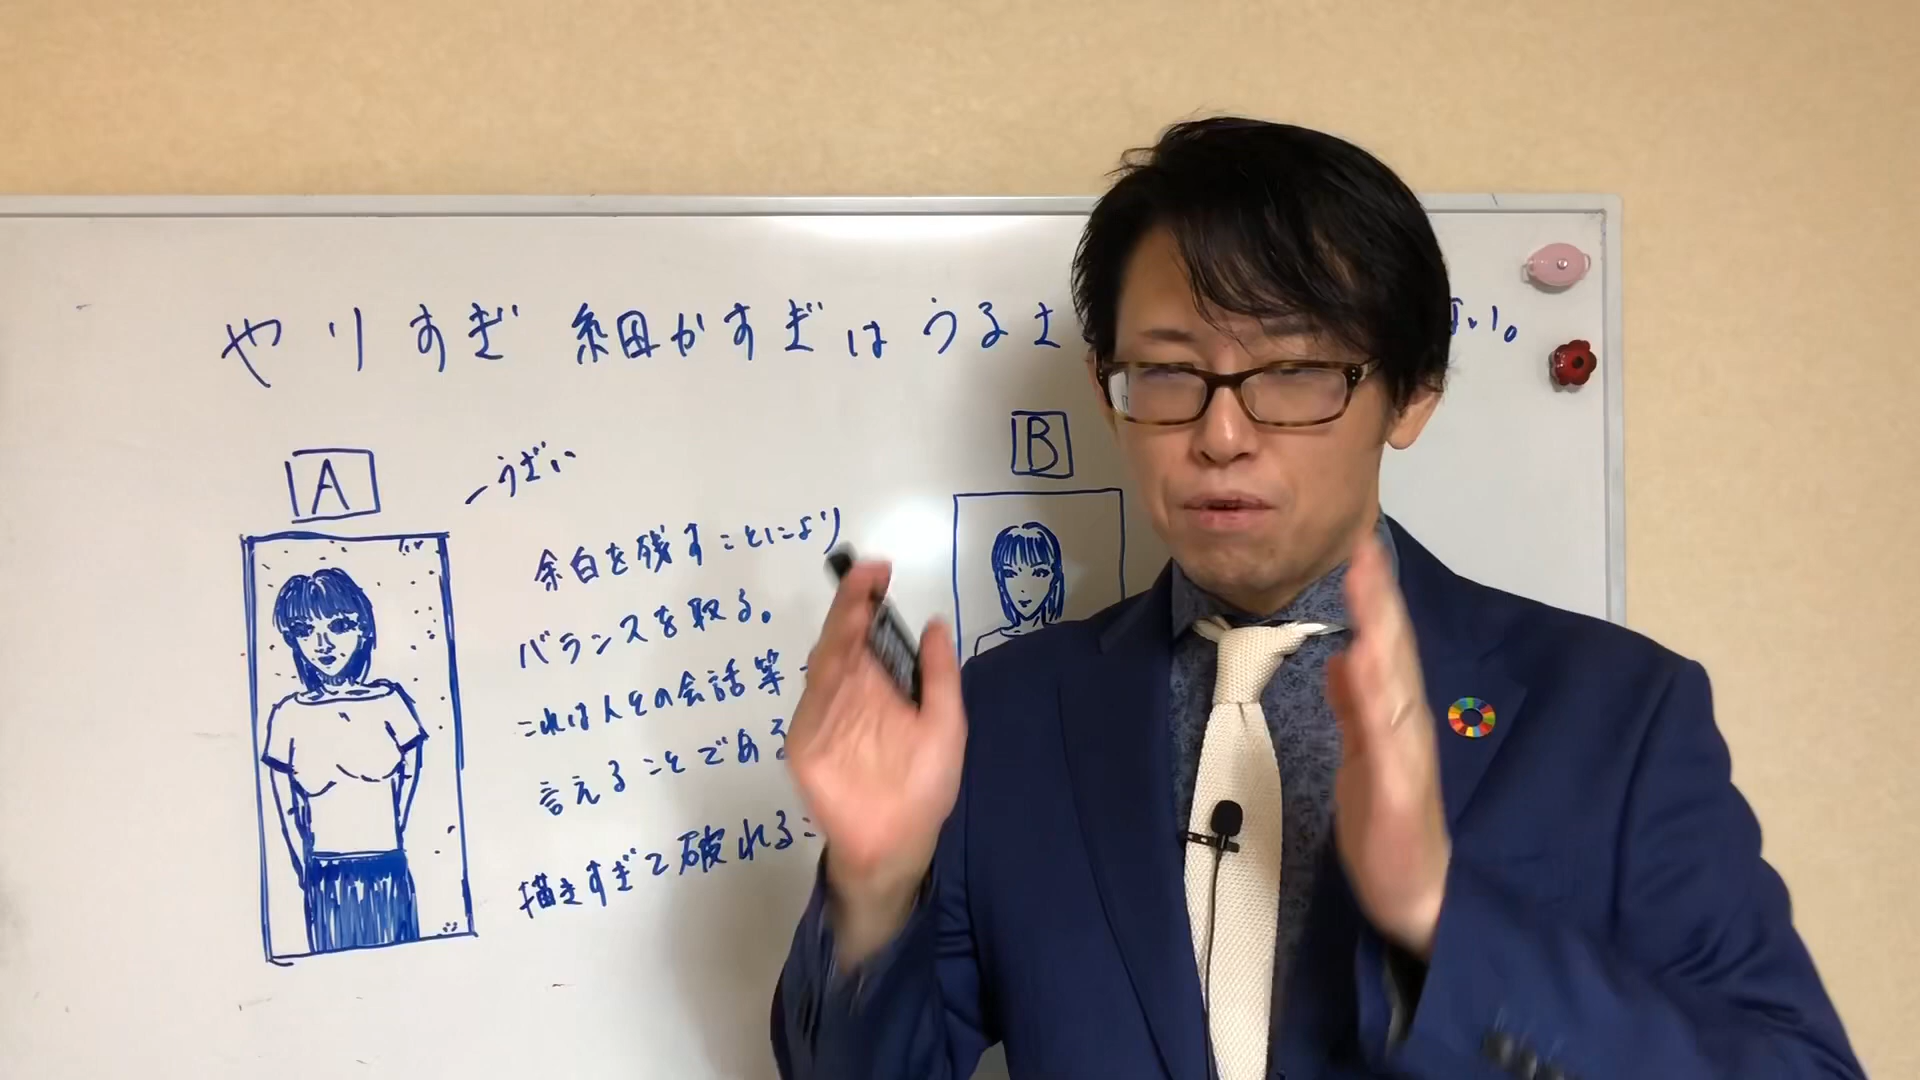 やりすぎ 細かすぎはうるさ
い。
A
うざい
B
余白を残すことにより
バランスを取る。
これは人との会話等
言えることである
描きすぎて破れるこ